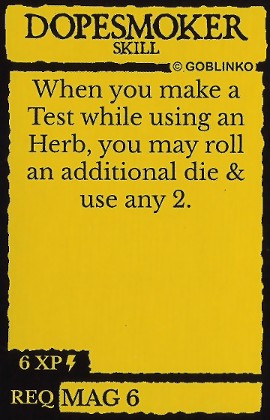 DOPESMOKER
SKILL
© GOBLINKO
When you make a
Test while using an
Herb, you may roll
an additional die &
use any 2.
6 XP
REQ MAG 6